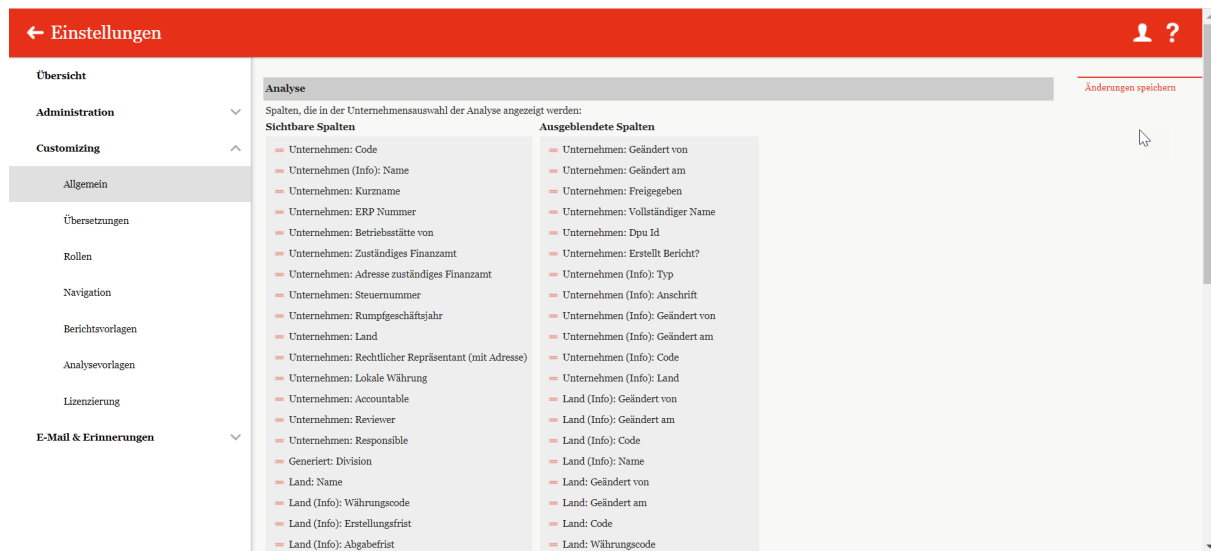 ← Einstellungen
?
Übersicht
Administration
Customizing
Allgemein
Übersetzungen
Rollen
Navigation
Berichtsvorlagen
Analysevorlagen
Lizenzierung
E-Mail & Erinnerungen
Analyse
Spalten, die in der Unternehmensauswahl der Analyse angezeigt werden:
Sichtbare Spalten
Unternehmen: Code
Unternehmen (Info): Name
Unternehmen: Kurzname
Unternehmen: ERP Nummer
Unternehmen: Betriebsstätte von
Unternehmen: Zuständiges Finanzamt
Unternehmen: Adresse zuständiges Finanzamt
Unternehmen: Steuernummer
Unternehmen: Rumpfgeschäftsjahr
Unternehmen: Land
Unternehmen: Rechtlicher Repräsentant (mit Adresse)
Unternehmen: Lokale Währung
Unternehmen: Accountable
Unternehmen: Reviewer
Unternehmen: Responsible
Generiert: Division
Land: Name
Land (Info): Währungscode
Land (Info): Erstellungsfrist
Land (Info): Abgabefrist
Ausgeblendete Spalten
Unternehmen: Geändert von
Unternehmen: Geändert am
Unternehmen: Freigegeben
Unternehmen: Vollständiger Name
Unternehmen: Dpu Id
Unternehmen: Erstellt Bericht?
Unternehmen (Info): Typ
Unternehmen (Info): Anschrift
Unternehmen (Info): Geändert von
Unternehmen (Info): Geändert am
Unternehmen (Info): Code
Unternehmen (Info): Land
Land (Info): Geändert von
Land (Info): Geändert am
Land (Info): Code
Land (Info): Name
Land: Geändert von
Land: Geändert am
Land: Code
Land: Währungscode
Änderungen speichern